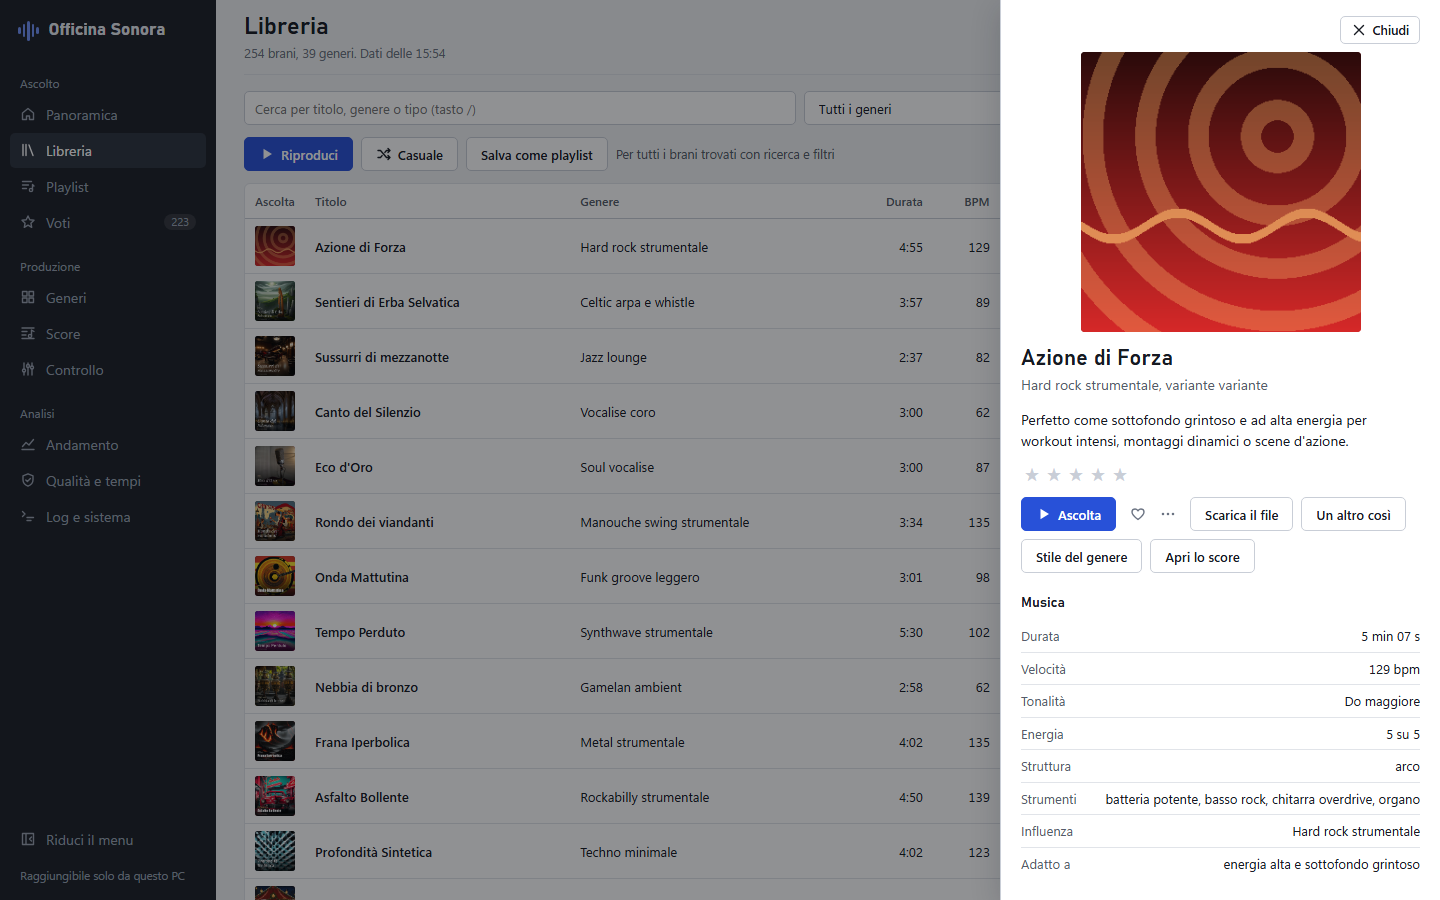 Officina Sonora
Ascolto
Panoramica
Libreria
Playlist
Voti 223
Produzione
Generi
Score
Controllo
Analisi
Andamento
Qualità e tempi
Log e sistema
Riduci il menu
Raggiungibile solo da questo PC
Libreria
254 brani, 39 generi. Dati delle 15:54
Cerca per titolo, genere o tipo (tasto /)
Tutti i generi
Riproduci Casuale Salva come playlist Per tutti i brani trovati con ricerca e filtri
Ascolta Titolo Genere Durata BPM
Azione di Forza Hard rock strumentale 4:55 129
Sentieri di Erba Selvatica Celtic arpa e whistle 3:57 89
Sussurri di mezzanotte Jazz lounge 2:37 82
Canto del Silenzio Vocalise coro 3:00 62
Eco d'Oro Soul vocalise 3:00 87
Rondo dei viandanti Manouche swing strumentale 3:34 135
Onda Mattutina Funk groove leggero 3:01 98
Tempo Perduto Synthwave strumentale 5:30 102
Nebbia di bronzo Gamelan ambient 2:58 62
Frana Iperbolica Metal strumentale 4:02 135
Asfalto Bollente Rockabilly strumentale 4:50 139
Profondità Sintetica Techno minimale 4:02 123
Chiudi
Azione di Forza
Hard rock strumentale, variante variante
Perfetto come sottofondo grintoso e ad alta energia per
workout intensi, montaggi dinamici o scene d'azione.
Ascolta Scarica il file Un altro così
Stile del genere Apri lo score
Musica
Durata 5 min 07 s
Velocità 129 bpm
Tonalità Do maggiore
Energia 5 su 5
Struttura arco
Strumenti batteria potente, basso rock, chitarra overdrive, organo
Influenza Hard rock strumentale
Adatto a energia alta e sottofondo grintoso